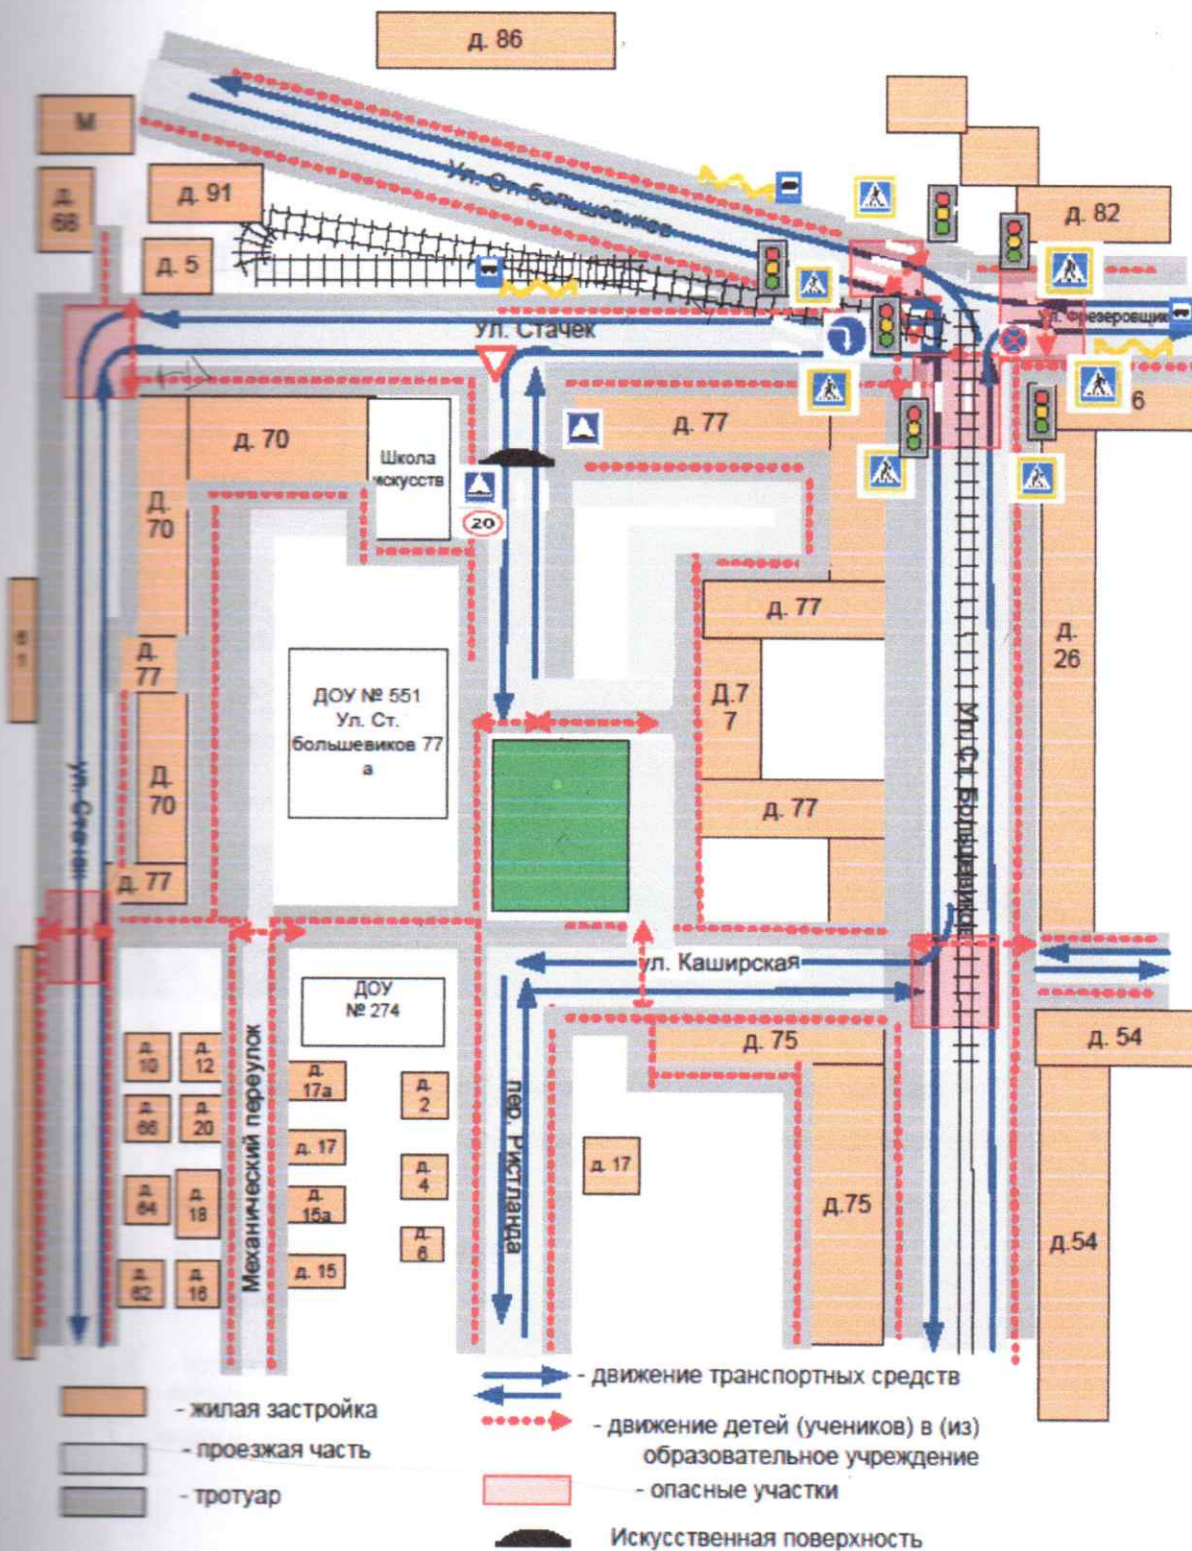 д. 86
М
д. 68
д. 91
д. 5
Ул. Ст. большевиков
д. 82
Ул. Фрезеровщик
Ул. Стачек
д. 70
Школа
искусств
д. 77
6
Д.
70
20
д. 77
Д.
26
Д.
77
ДОУ № 551
Ул. Ст.
большевиков 77
а
Д.7
7
ул. Стачек
Д.
70
д. 77
Ул. Ст. Большевиков
д. 77
ул. Каширская
ДОУ
№ 274
д. 75
д. 54
д.
10
д.
12
Механический переулок
д.
17а
д.
2
пер. Ристланда
д.
66
д.
20
д. 17
д. 17
д.
4
д.
64
д.
18
д.
15а
д.75
д.
6
д.54
д.
62
д.
16
д. 15
- движение транспортных средств
- жилая застройка
- движение детей (учеников) в (из)
образовательное учреждение
- проезжая часть
- тротуар
- опасные участки
Искусственная поверхность